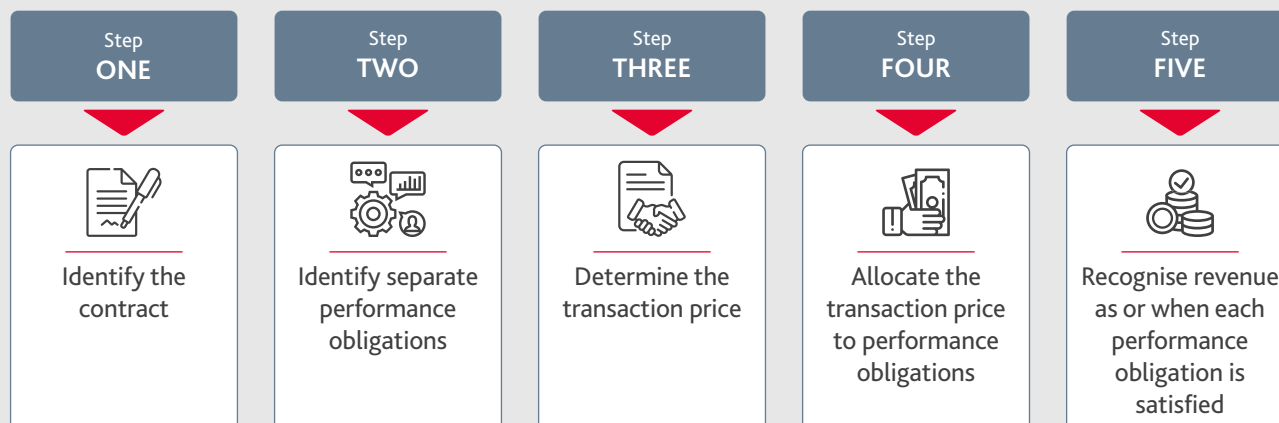 Step
ONE
Step
TWO
Step
THREE
Step
FOUR
Step
FIVE
Identify the
contract
Identify separate
performance
obligations
Determine the
transaction price
Allocate the
transaction price
to performance
obligations
Recognise revenue
as or when each
performance
obligation is
satisfied